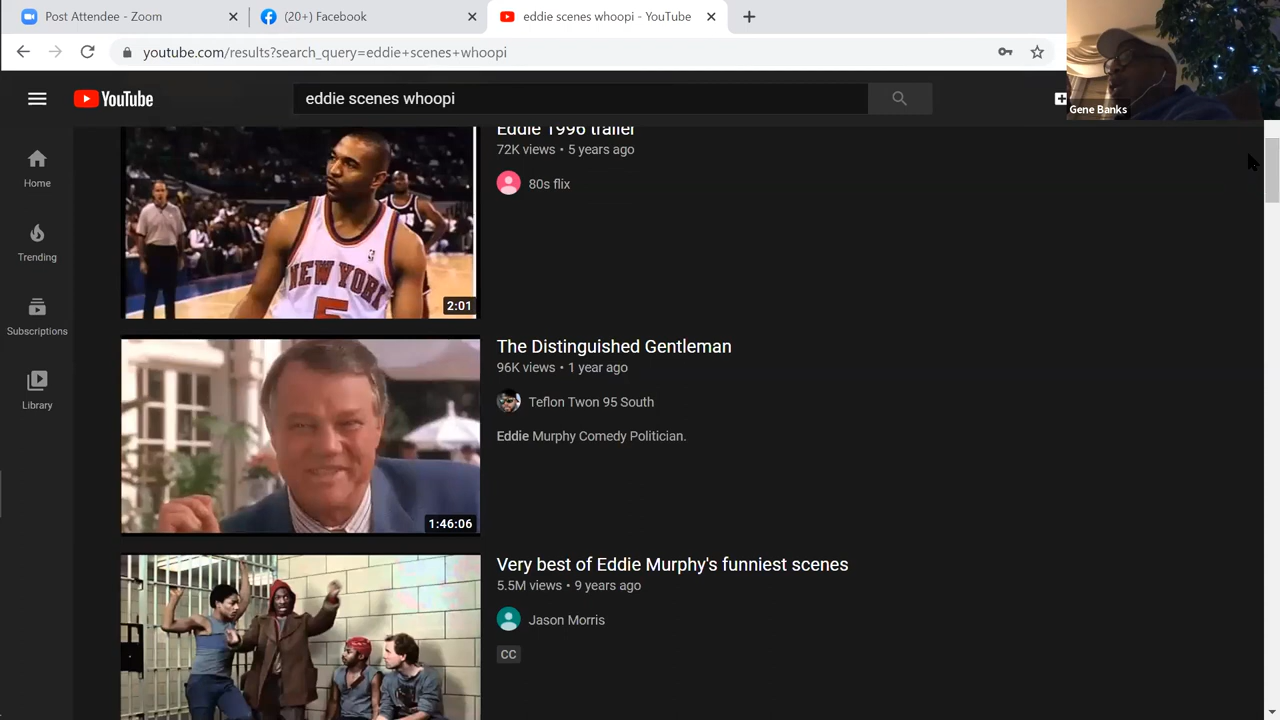 Post Attendee - Zoom
(20+) Facebook
eddie scenes whoopi - YouTube
youtube.com/results?search_query=eddie+scenes+whoopi
YouTube
eddie scenes whoopi
Gene Banks
Home
Trending
Subscriptions
Library
NEW YORK
5
2:01
Eddie 1996 trailer
72K views • 5 years ago
80s flix
1:46:06
The Distinguished Gentleman
96K views • 1 year ago
Teflon Twon 95 South
Eddie Murphy Comedy Politician.
Very best of Eddie Murphy's funniest scenes
5.5M views • 9 years ago
Jason Morris
CC